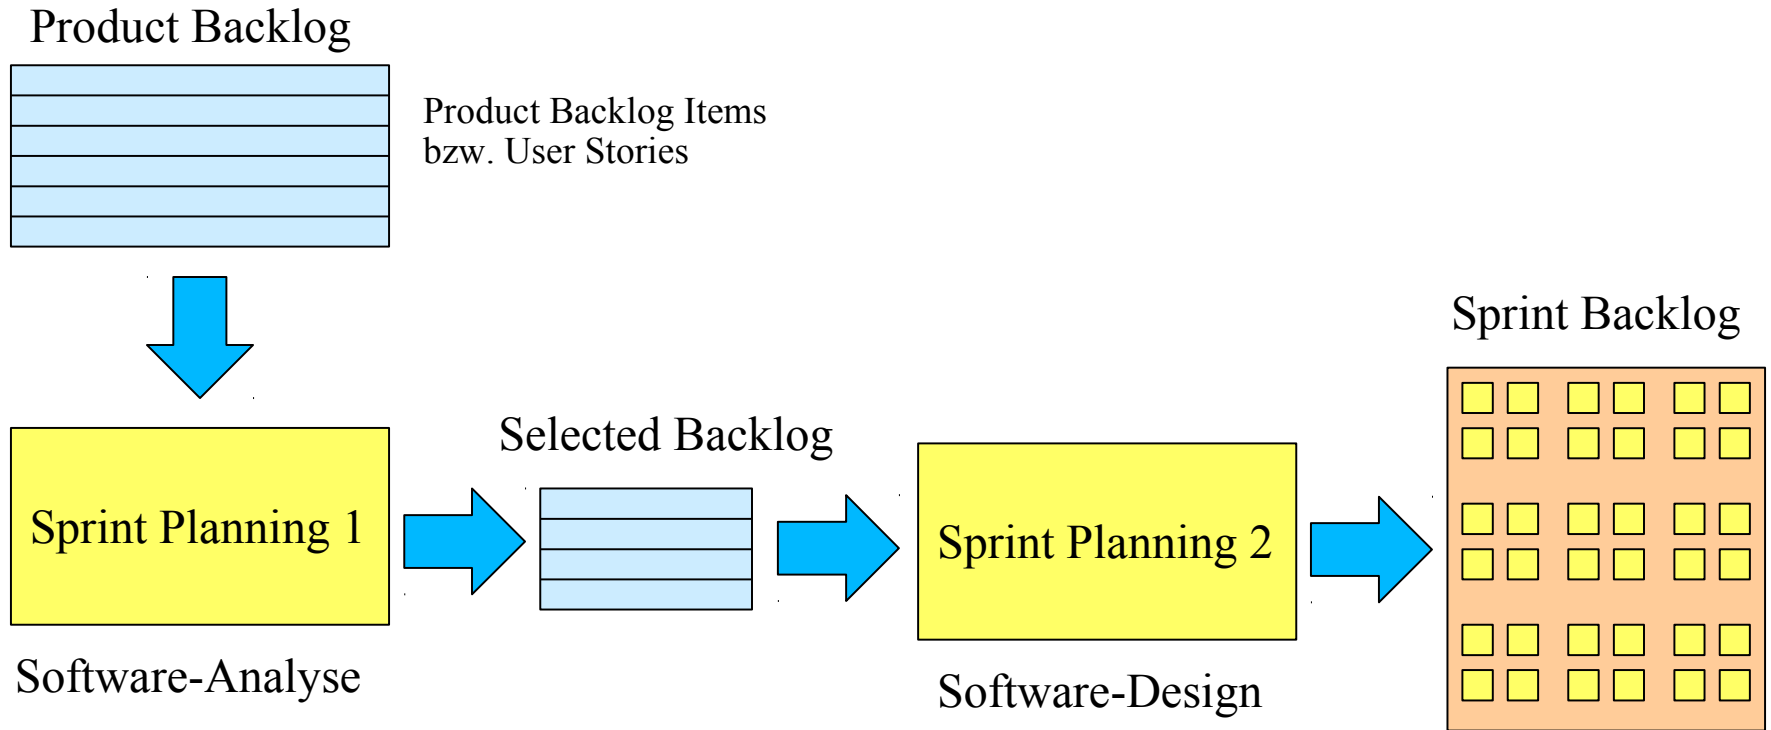 Product Backlog
Product Backlog Items
bzw. User Stories
Sprint Backlog
Selected Backlog
Sprint Planning 1
Sprint Planning 2
Software-Analyse
Software-Design